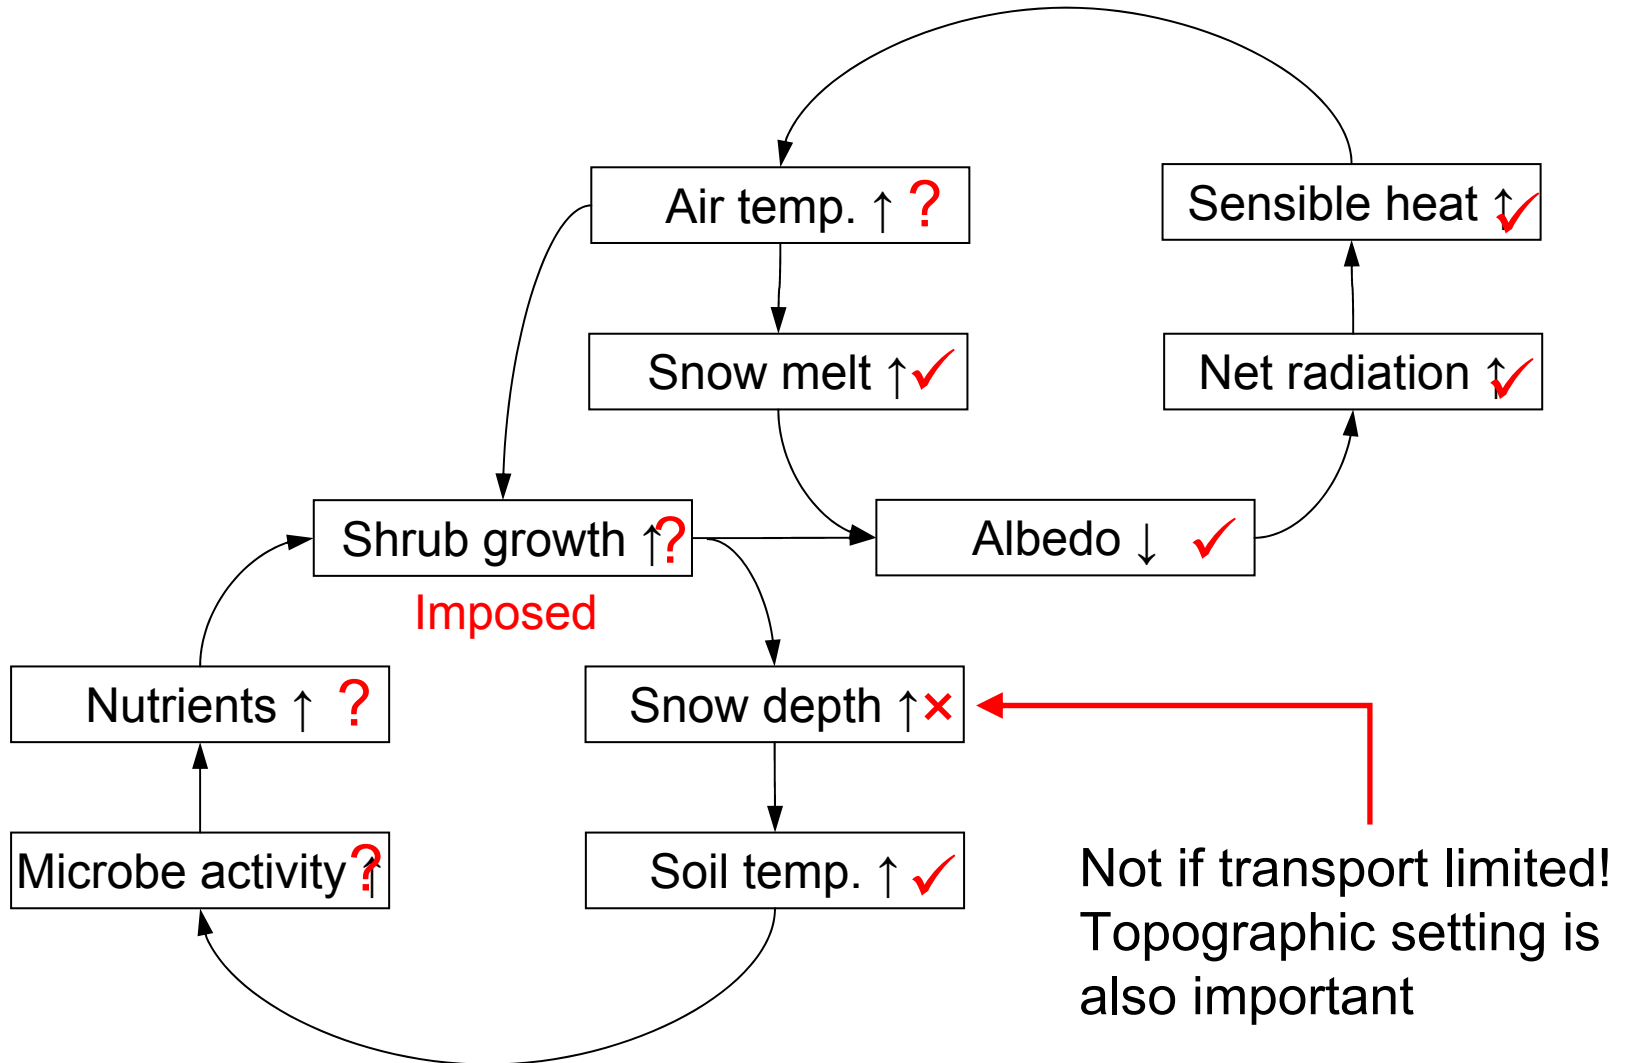 Air temp. ↑ ?
Sensible heat ↑ ✓
Snow melt ↑ ✓
Net radiation ↑ ✓
Shrub growth ↑ ?
Albedo ↓ ✓
Imposed
Nutrients ↑ ?
Snow depth ↑ ×
Microbe activity ↑ ?
Soil temp. ↑ ✓
Not if transport limited!
Topographic setting is
also important